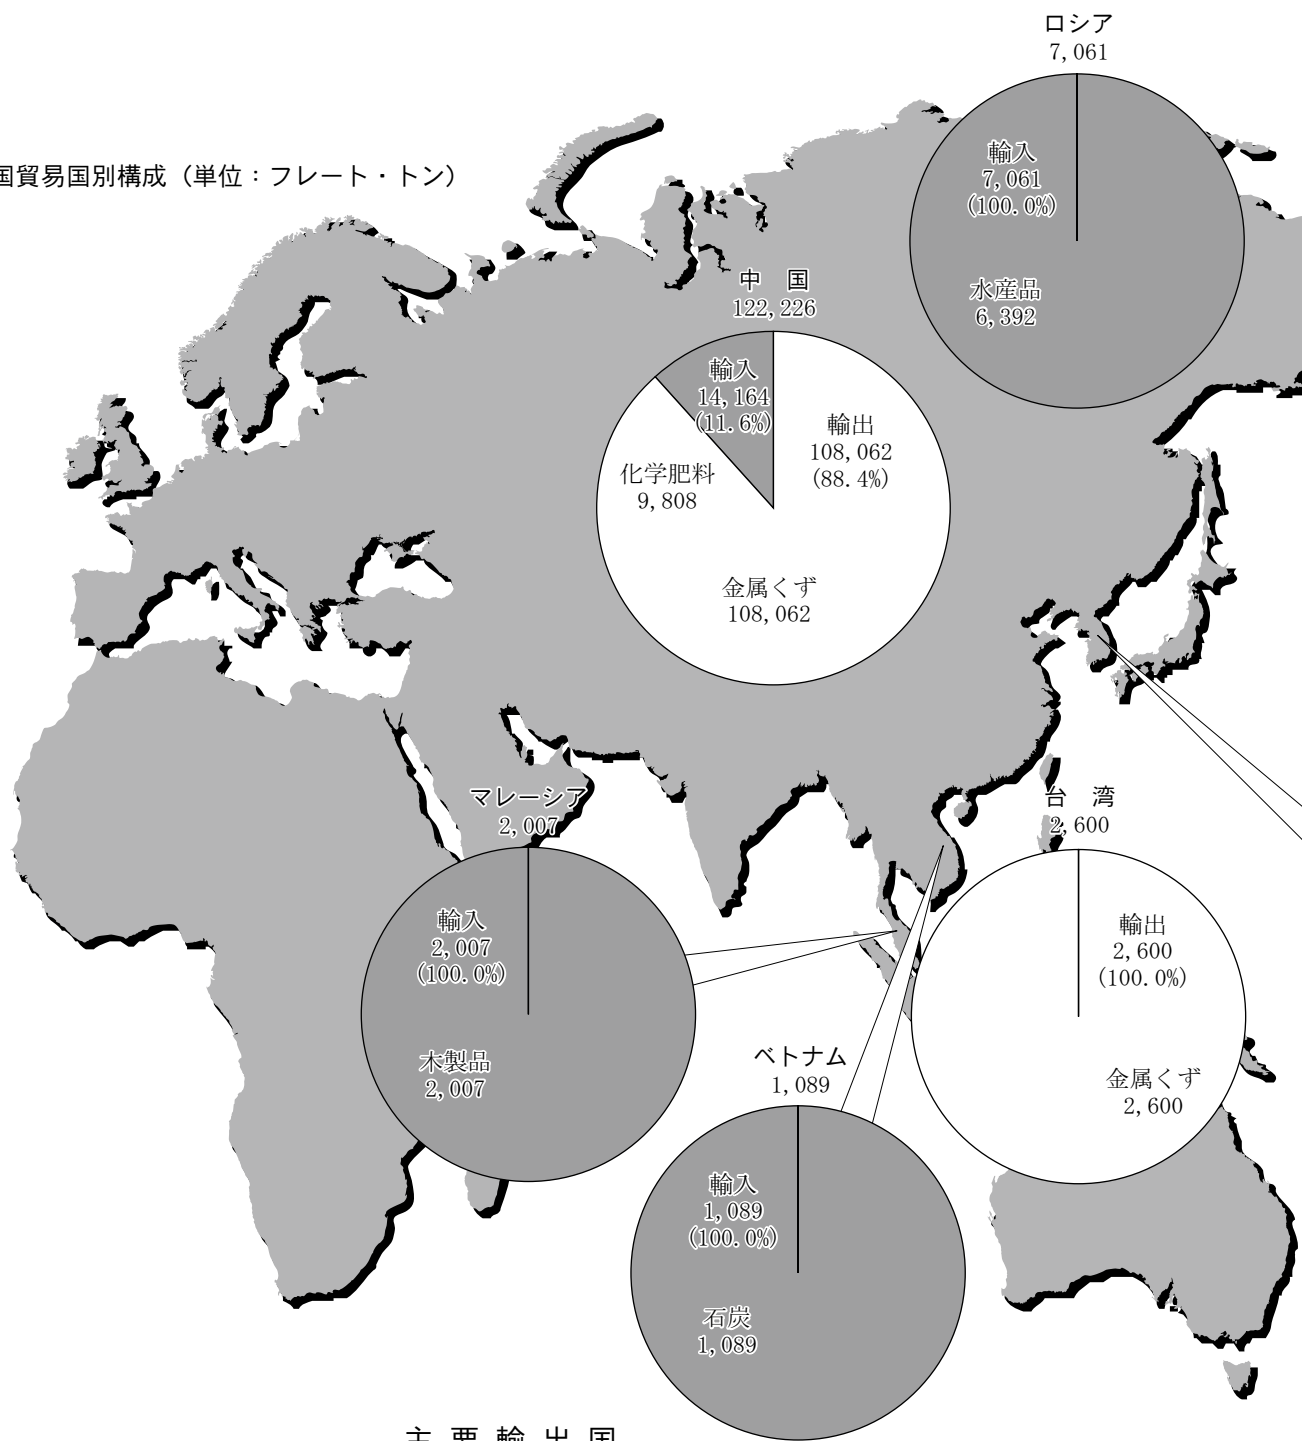 ロシア
7,061
輸入
7,061
(100.0%)
水産品
6,392
国貿易国別構成（単位：フレート・トン）
中　国
122,226
輸入
14,164
(11.6%)
輸出
108,062
(88.4%)
化学肥料
9,808
金属くず
108,062
マレーシア
2,007
輸入
2,007
(100.0%)
木製品
2,007
台　湾
2,600
輸出
2,600
(100.0%)
金属くず
2,600
ベトナム
1,089
輸入
1,089
(100.0%)
石炭
1,089
主 要 輸 出 国